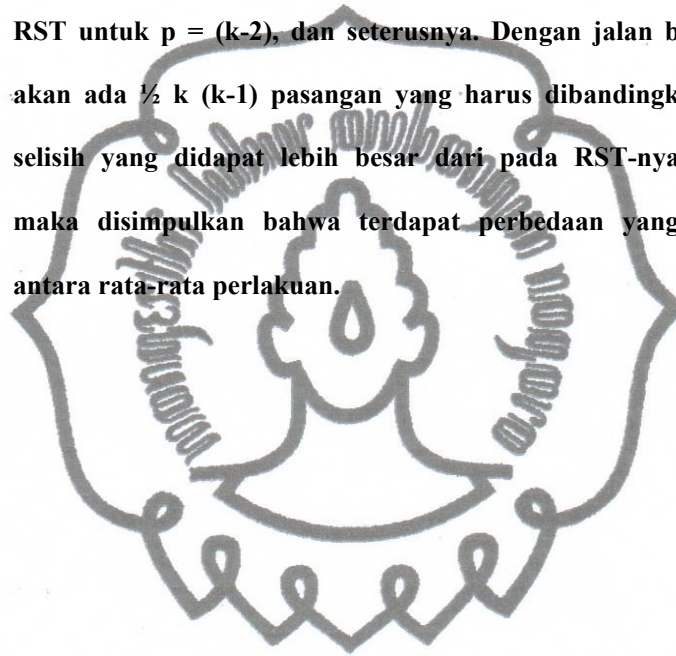 RST untuk p = (k-2), dan seterusnya. Dengan jalan b
akan ada ½ k (k-1) pasangan yang harus dibandingk
selisih yang didapat lebih besar dari pada RST-nya
maka disimpulkan bahwa terdapat perbedaan yang
antara rata-rata perlakuan.